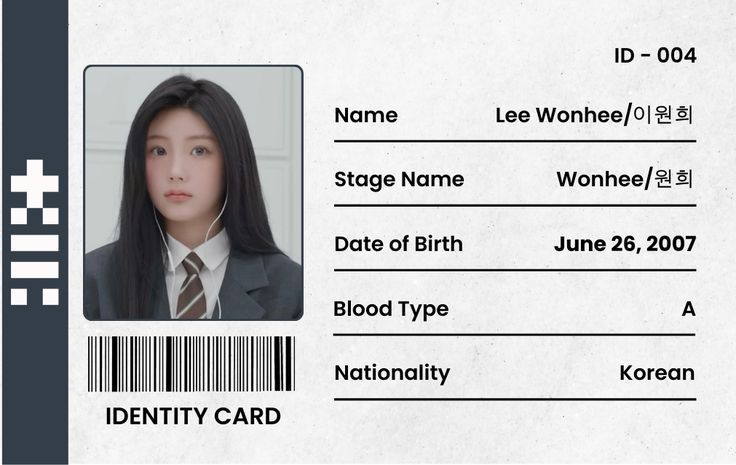 ID - 004
Name Lee Wonhee/이원희
Stage Name Wonhee/원희
Date of Birth June 26, 2007
Blood Type A
Nationality Korean
IDENTITY CARD